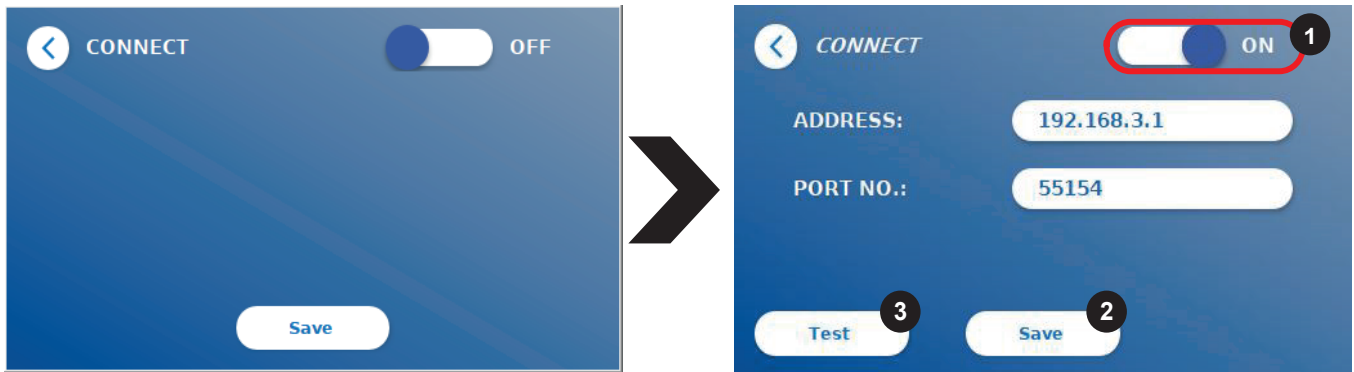 CONNECT OFF
Save
CONNECT ON 1
ADDRESS: 192.168.3.1
PORT NO.: 55154
Test 3 Save 2